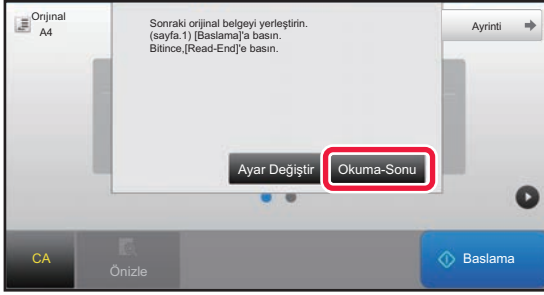 Orıjınal
A4
Sonraki orijinal belgeyi yerleştirin.
(sayfa.1) [Baslama]'a basın.
Bitince,[Read-End]'e basın.
Ayrinti
Ayar Değiştir
Okuma-Sonu
CA
Önizle
Baslama